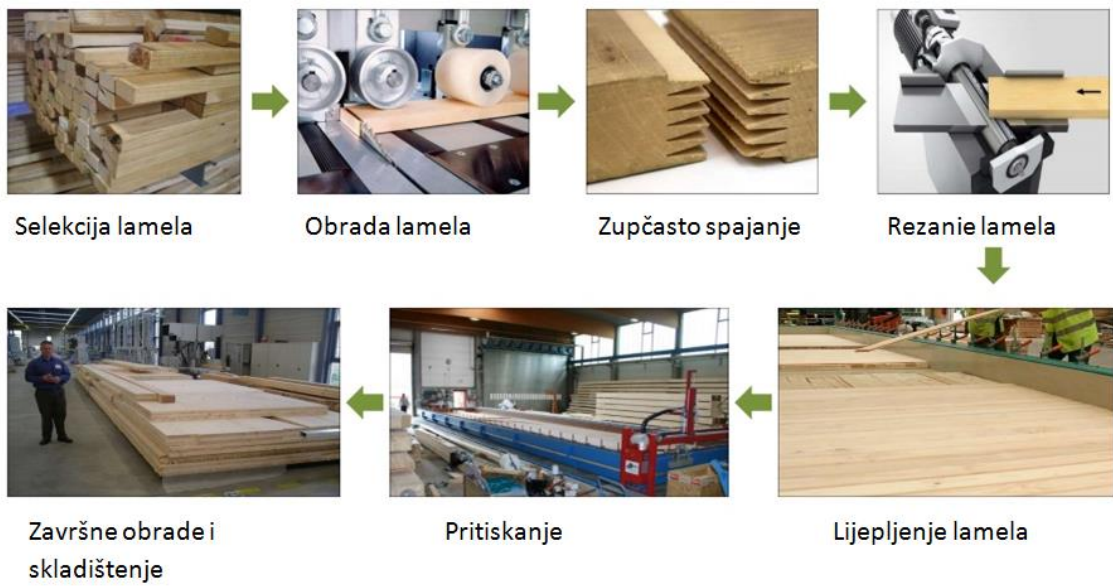 Selekcija lamela
Obrada lamela
Zupčasto spajanje
Rezanie lamela
Završne obrade i
skladištenje
Pritiskanje
Lijepljenje lamela